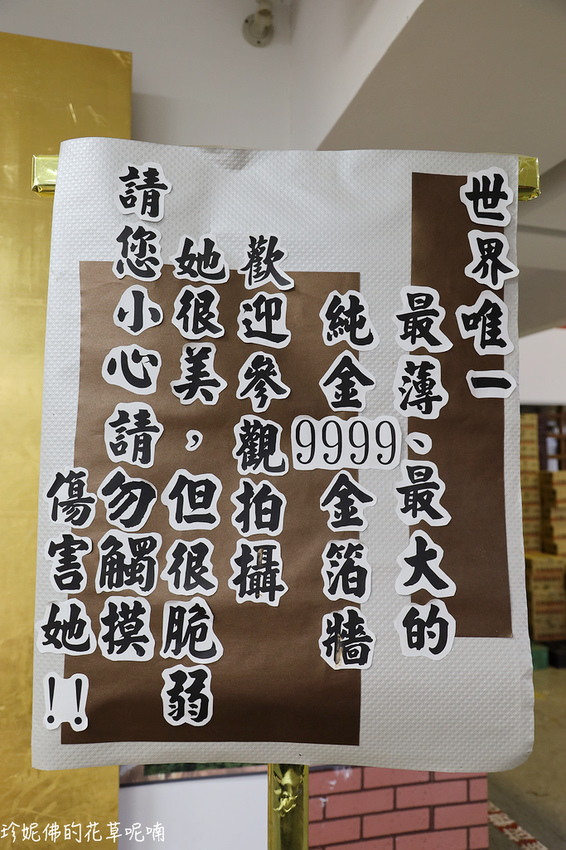 世界唯一
最薄、最大的
純金9999金箔牆
歡迎參觀拍攝
她很美，但很脆弱
請您小心請勿觸摸
傷害她!!
珍妮佛的花草呢喃